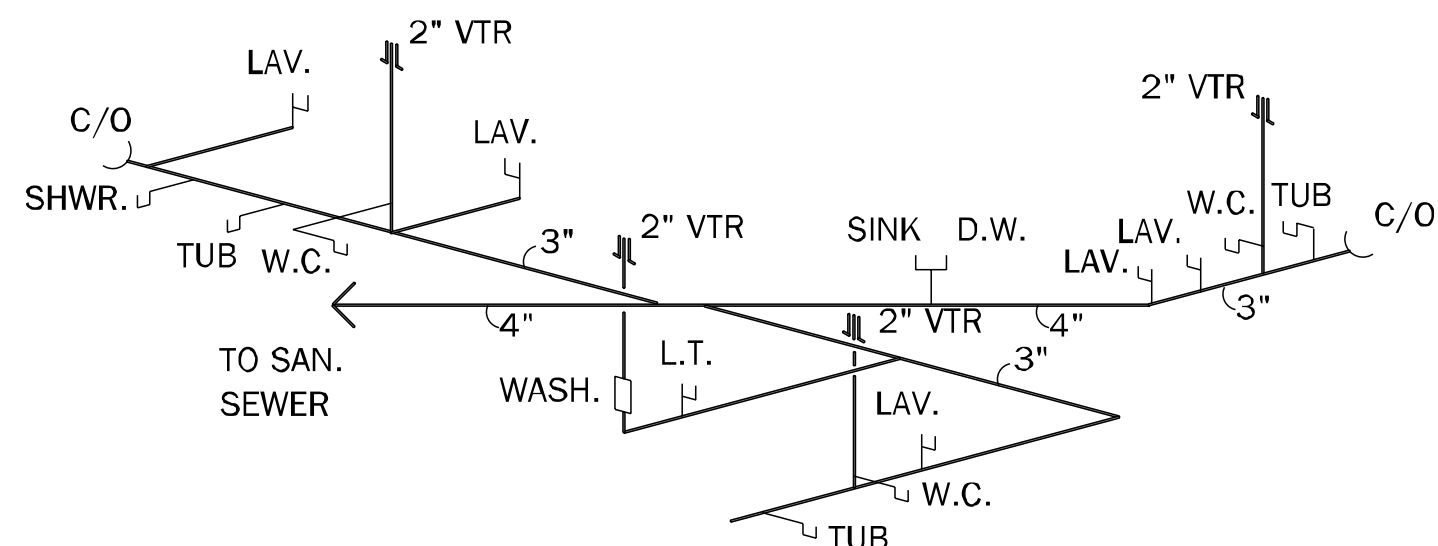 2" VTR
LAV.
C/O
LAV.
SHWR.
TUB
W.C.
3"
2" VTR
SINK
D.W.
2" VTR
W.C.
TUB
C/O
LAV.
LAV.
3"
4"
2" VTR
4"
TO SAN.
SEWER
L.T.
WASH.
3"
LAV.
W.C.
TUB